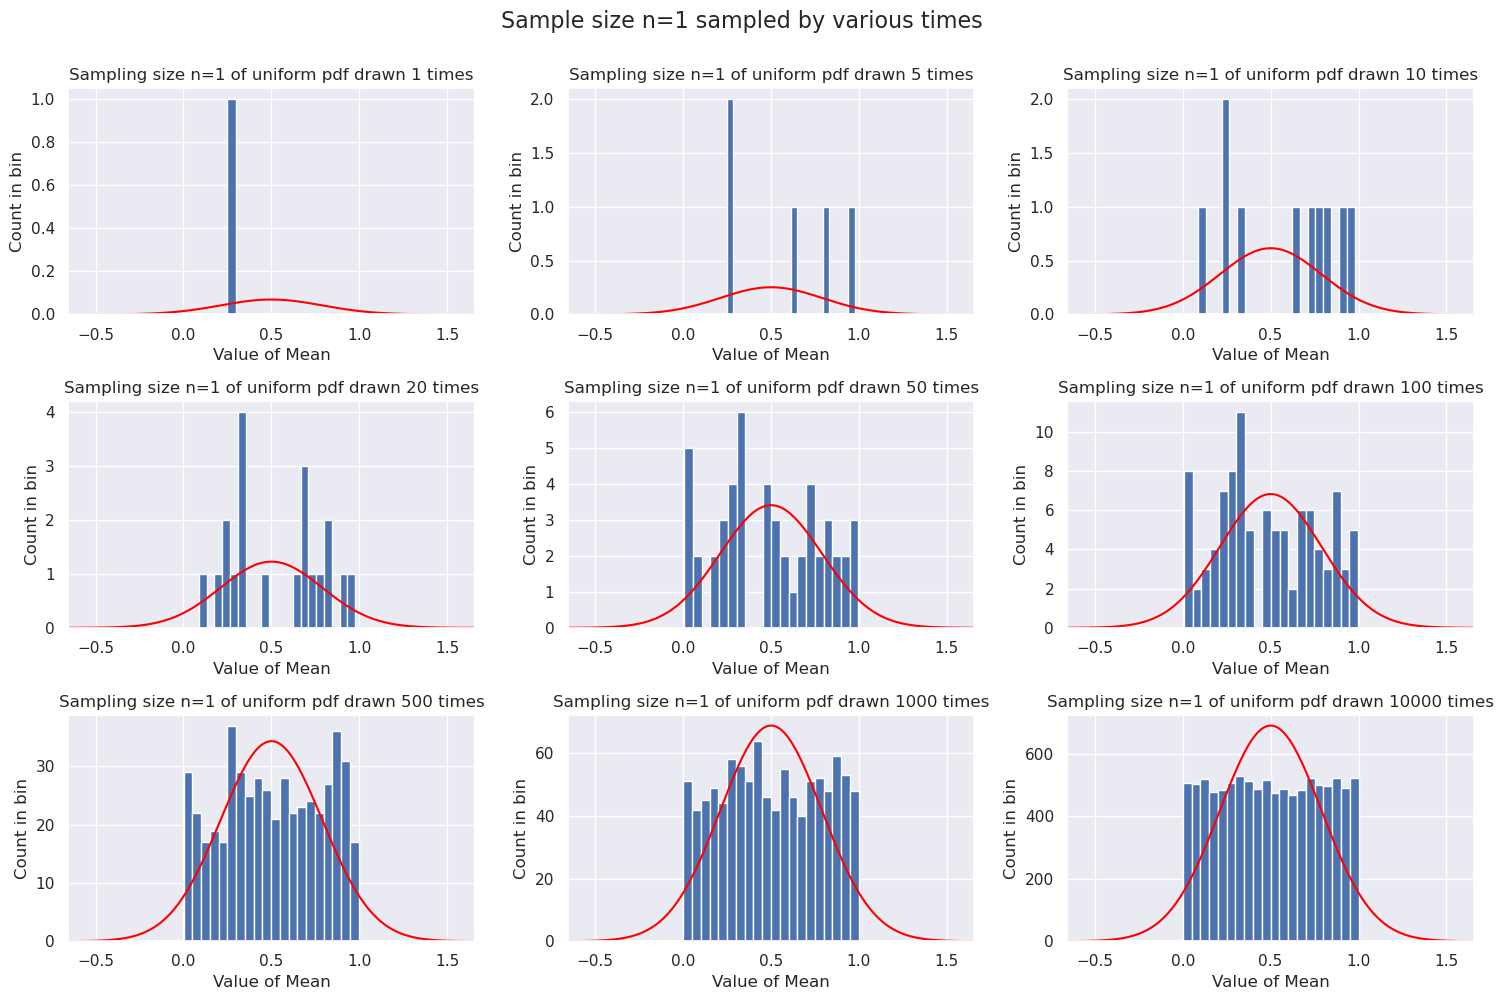 Sample size n=1 sampled by various times
Sampling size n=1 of uniform pdf drawn 1 times
Count in bin
1.0
0.8
0.6
0.4
0.2
0.0
−0.5 0.0 0.5 1.0 1.5
Value of Mean
Sampling size n=1 of uniform pdf drawn 5 times
Count in bin
2.0
1.5
1.0
0.5
0.0
−0.5 0.0 0.5 1.0 1.5
Value of Mean
Sampling size n=1 of uniform pdf drawn 10 times
Count in bin
2.0
1.5
1.0
0.5
0.0
−0.5 0.0 0.5 1.0 1.5
Value of Mean
Sampling size n=1 of uniform pdf drawn 20 times
Count in bin
4
3
2
1
0
−0.5 0.0 0.5 1.0 1.5
Value of Mean
Sampling size n=1 of uniform pdf drawn 50 times
Count in bin
6
5
4
3
2
1
0
−0.5 0.0 0.5 1.0 1.5
Value of Mean
Sampling size n=1 of uniform pdf drawn 100 times
Count in bin
10
8
6
4
2
0
−0.5 0.0 0.5 1.0 1.5
Value of Mean
Sampling size n=1 of uniform pdf drawn 500 times
Count in bin
30
20
10
0
−0.5 0.0 0.5 1.0 1.5
Value of Mean
Sampling size n=1 of uniform pdf drawn 1000 times
Count in bin
60
40
20
0
−0.5 0.0 0.5 1.0 1.5
Value of Mean
Sampling size n=1 of uniform pdf drawn 10000 times
Count in bin
600
400
200
0
−0.5 0.0 0.5 1.0 1.5
Value of Mean